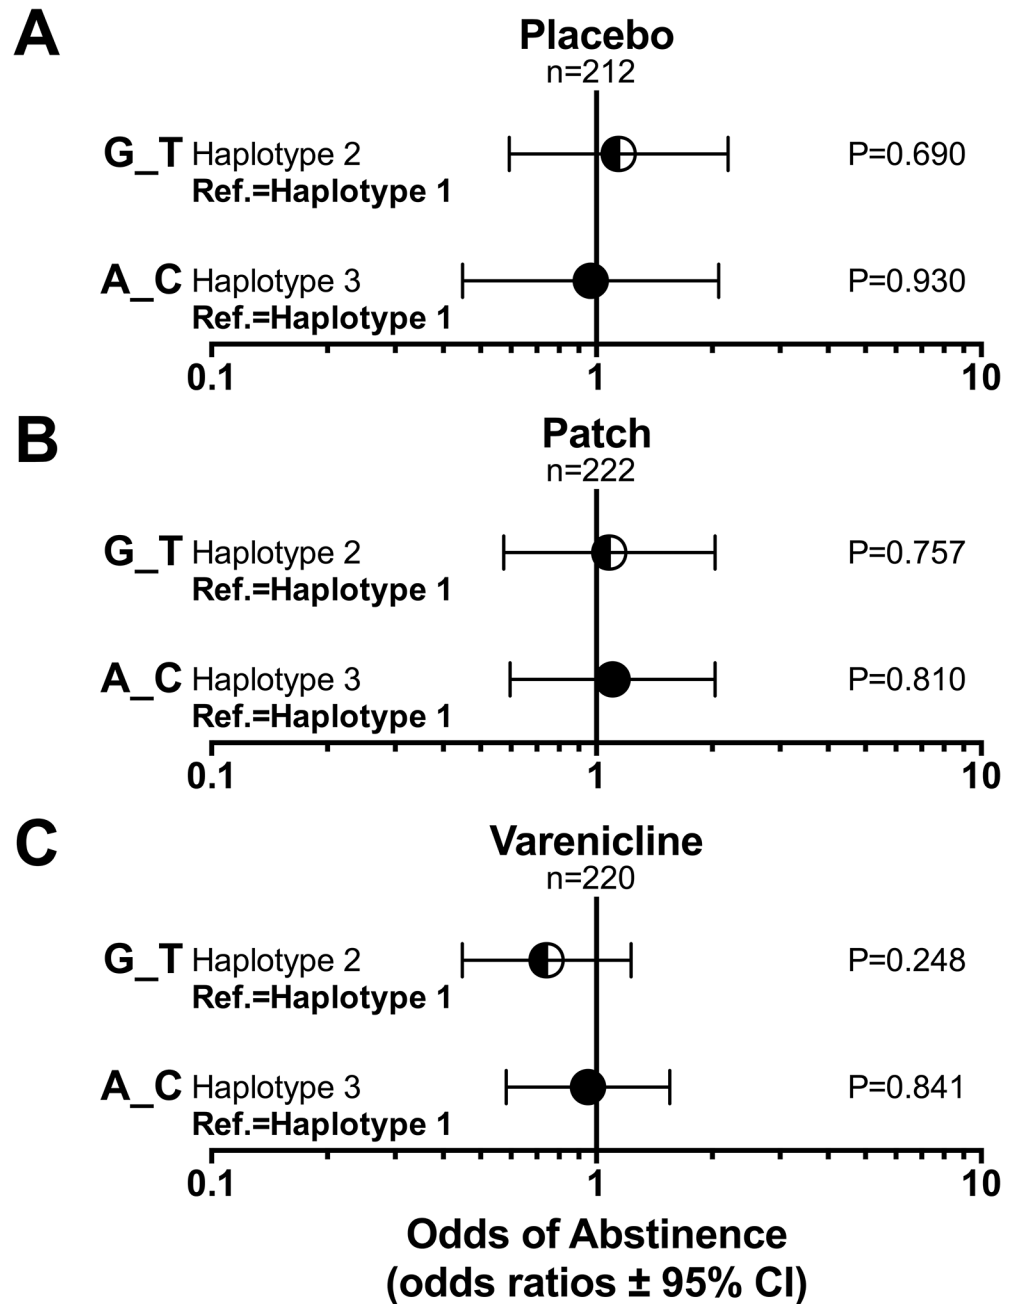 A
Placebo
n=212
G_T Haplotype 2 P=0.690
Ref.=Haplotype 1
A_C Haplotype 3 P=0.930
Ref.=Haplotype 1
0.1 1 10
B
Patch
n=222
G_T Haplotype 2 P=0.757
Ref.=Haplotype 1
A_C Haplotype 3 P=0.810
Ref.=Haplotype 1
0.1 1 10
C
Varenicline
n=220
G_T Haplotype 2 P=0.248
Ref.=Haplotype 1
A_C Haplotype 3 P=0.841
Ref.=Haplotype 1
0.1 1 10
Odds of Abstinence
(odds ratios ± 95% CI)